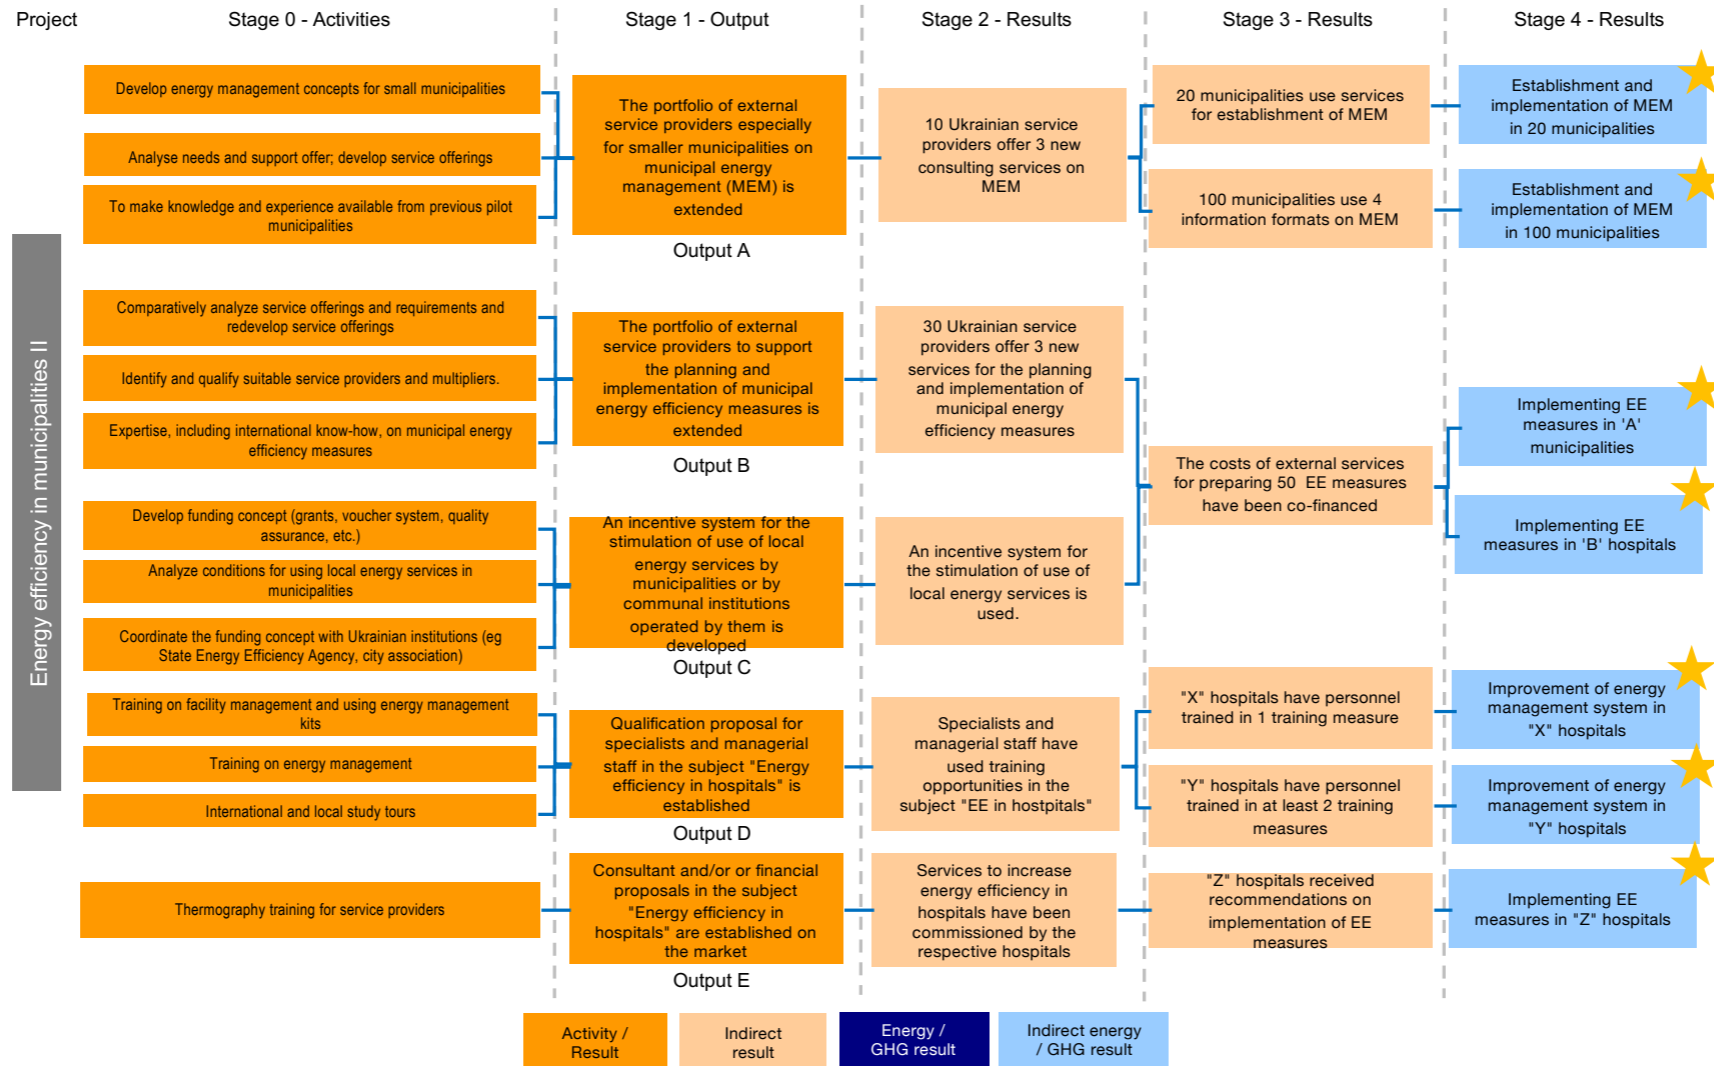 Project
Stage 0 - Activities
Stage 1 - Output
Stage 2 - Results
Stage 3 - Results
Stage 4 - Results
Energy efficiency in municipalities II
Develop energy management concepts for small municipalities
Analyse needs and support offer; develop service offerings
To make knowledge and experience available from previous pilot
municipalities
The portfolio of external
service providers especially
for smaller municipalities on
municipal energy
management (MEM) is
extended
Output A
10 Ukrainian service
providers offer 3 new
consulting services on
MEM
20 municipalities use services
for establishment of MEM
100 municipalities use 4
information formats on MEM
Establishment and
implementation of MEM
in 20 municipalities
Establishment and
implementation of MEM
in 100 municipalities
Comparatively analyze service offerings and requirements and
redevelop service offerings
Identify and qualify suitable service providers and multipliers.
Expertise, including international know-how, on municipal energy
efficiency measures
The portfolio of external
service providers to support
the planning and
implementation of municipal
energy efficiency measures is
extended
Output B
30 Ukrainian service
providers offer 3 new
services for the planning
and implementation of
municipal energy
efficiency measures
Develop funding concept (grants, voucher system, quality
assurance, etc.)
Analyze conditions for using local energy services in
municipalities
Coordinate the funding concept with Ukrainian institutions (eg
State Energy Efficiency Agency, city association)
An incentive system for the
stimulation of use of local
energy services by
municipalities or by
communal institutions
operated by them is
developed
Output C
An incentive system for
the stimulation of use of
local energy services is
used.
The costs of external services
for preparing 50 EE measures
have been co-financed
Implementing EE
measures in 'A'
municipalities
Implementing EE
measures in 'B' hospitals
Training on facility management and using energy management
kits
Training on energy management
International and local study tours
Qualification proposal for
specialists and managerial
staff in the subject "Energy
efficiency in hospitals" is
established
Output D
Specialists and
managerial staff have
used training
opportunities in the
subject "EE in hostpitals"
"X" hospitals have personnel
trained in 1 training measure
"Y" hospitals have personnel
trained in at least 2 training
measures
Improvement of energy
management system in
"X" hospitals
Improvement of energy
management system in
"Y" hospitals
Thermography training for service providers
Consultant and/or or financial
proposals in the subject
"Energy efficiency in
hospitals" are established on
the market
Output E
Services to increase
energy efficiency in
hospitals have been
commissioned by the
respective hospitals
"Z" hospitals received
recommendations on
implementation of EE
measures
Implementing EE
measures in "Z" hospitals
Activity /
Result
Indirect
result
Energy /
GHG result
Indirect energy
/ GHG result